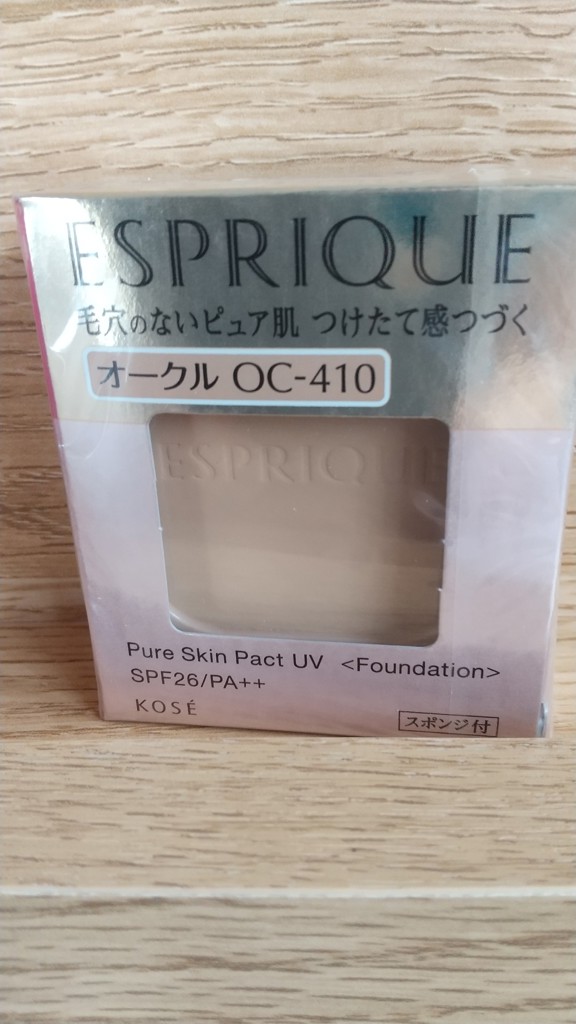 ESPRIQUE
毛穴のないピュア肌 つけたて感つづく
オークル OC-410
ESPRIQUE
Pure Skin Pact UV <Foundation>
SPF26/PA++
KOSÉ
スポンジ付